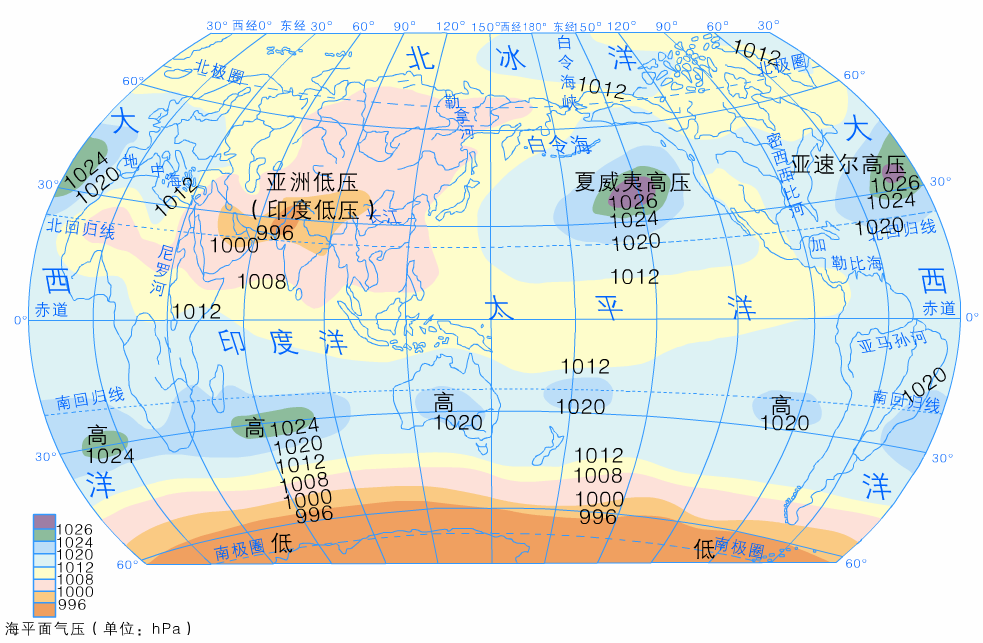 30° 西经0° 东经 30° 60° 90° 120° 150° 西经180° 东经150° 120° 90° 60° 30°
北 冰 洋
白令海峡
1012
北极圈
北极圈
60°
60°
1012
大
大
勒拿河
白令海
密西西比河
地中海
1024
1020
1012
亚洲低压
(印度低压)
长江
996
1000
1008
夏威夷高压
1026
1024
1020
1012
亚速尔高压
1026
1024
1020
30°
30°
北回归线
北回归线
尼罗河
加勒比海
西
西
赤道
赤道
0°
0°
1012
太 平 洋
印 度 洋
亚马孙河
1012
1020
南回归线
南回归线
高
1024
高 1024
1020
1012
1008
1000
996
高
1020
1020
高
1020
1012
1008
1000
996
30°
30°
洋
洋
南极圈
低
低
南极圈
60°
60°
1026
1024
1020
1012
1008
1000
996
海平面气压(单位:hPa)